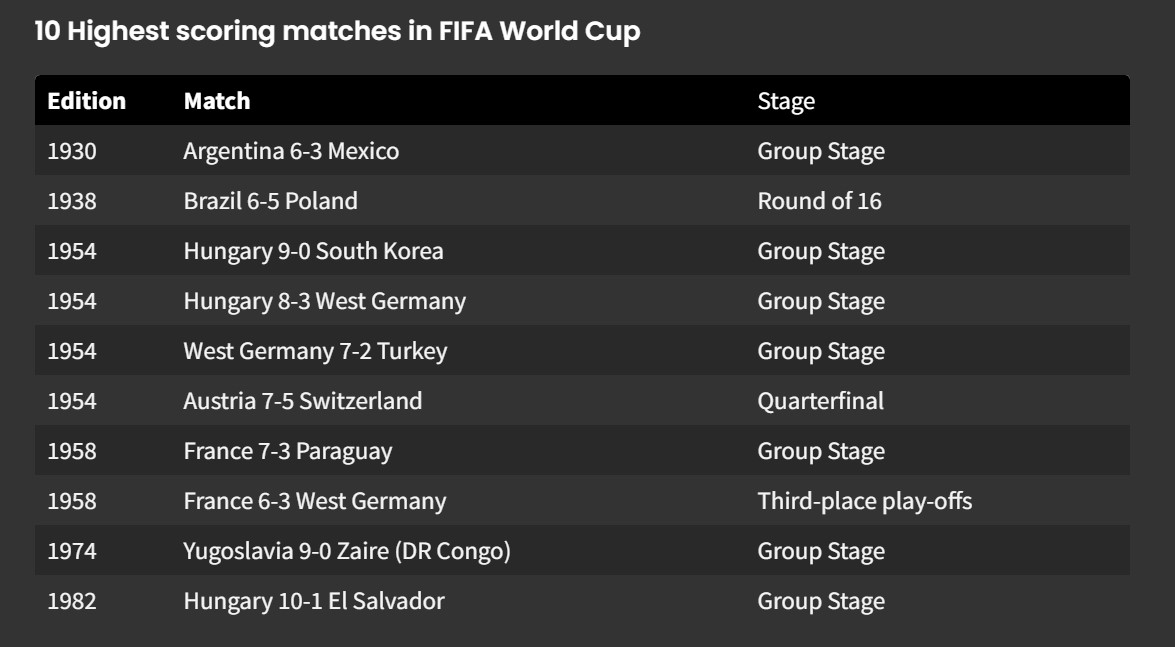 10 Highest scoring matches in FIFA World Cup
Edition Match Stage
1930 Argentina 6-3 Mexico Group Stage
1938 Brazil 6-5 Poland Round of 16
1954 Hungary 9-0 South Korea Group Stage
1954 Hungary 8-3 West Germany Group Stage
1954 West Germany 7-2 Turkey Group Stage
1954 Austria 7-5 Switzerland Quarterfinal
1958 France 7-3 Paraguay Group Stage
1958 France 6-3 West Germany Third-place play-offs
1974 Yugoslavia 9-0 Zaire (DR Congo) Group Stage
1982 Hungary 10-1 El Salvador Group Stage